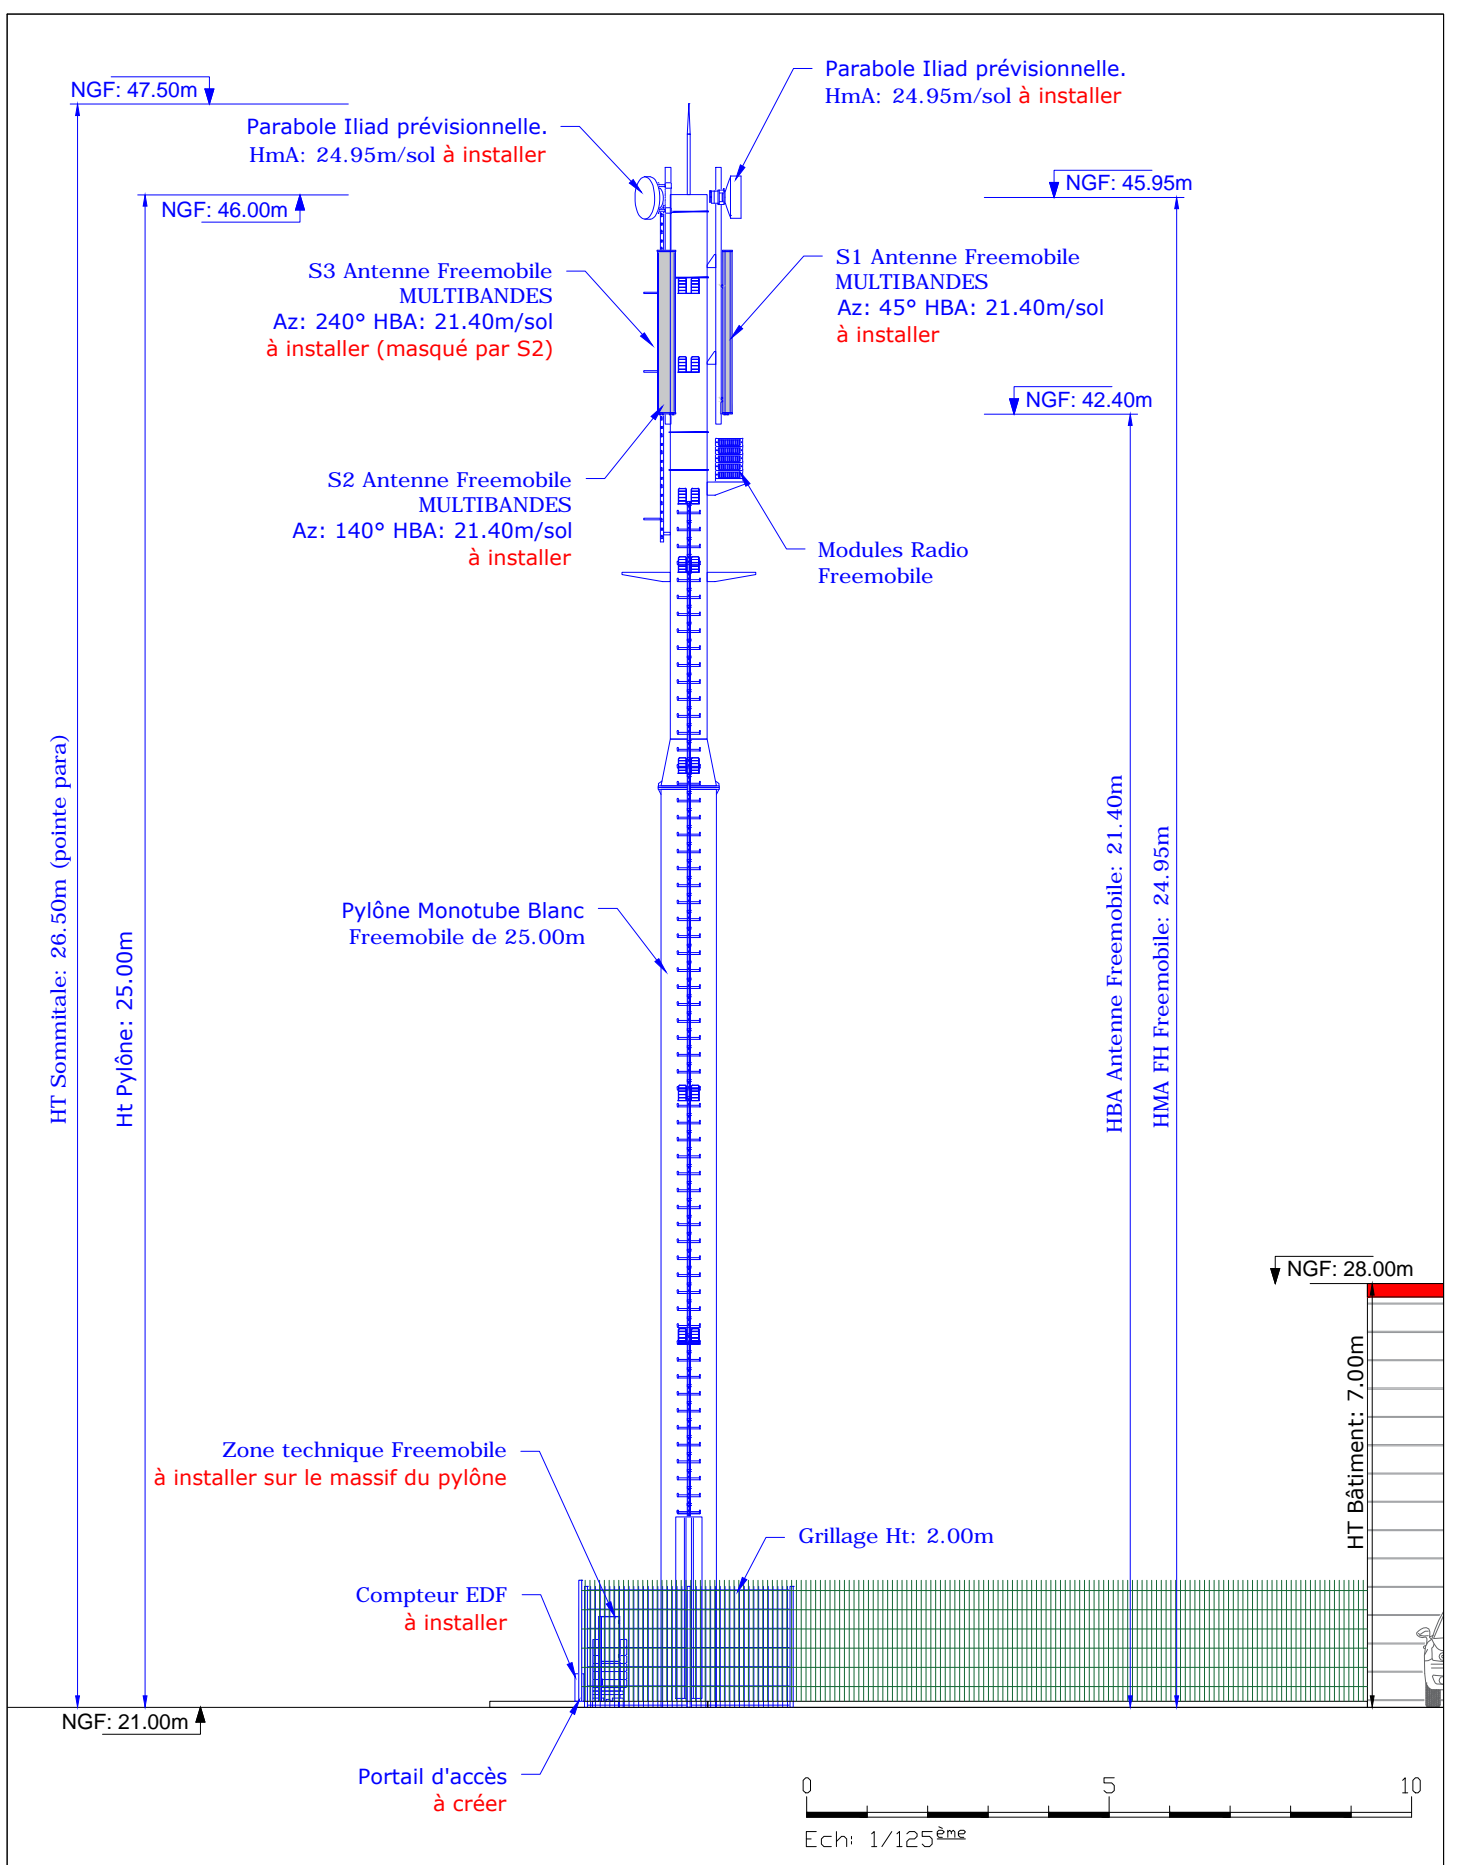 NGF: 47.50m
Parabole Iliad prévisionnelle.
HmA: 24.95m/sol à installer
Parabole Iliad prévisionnelle.
HmA: 24.95m/sol à installer
NGF: 46.00m
NGF: 45.95m
S3 Antenne Freemobile
MULTIBANDES
Az: 240° HBA: 21.40m/sol
à installer (masqué par S2)
S1 Antenne Freemobile
MULTIBANDES
Az: 45° HBA: 21.40m/sol
à installer
NGF: 42.40m
S2 Antenne Freemobile
MULTIBANDES
Az: 140° HBA: 21.40m/sol
à installer
Modules Radio
Freemobile
HT Sommitale: 26.50m (pointe para)
Ht Pylône: 25.00m
Pylône Monotube Blanc
Freemobile de 25.00m
HBA Antenne Freemobile: 21.40m
HMA FH Freemobile: 24.95m
NGF: 28.00m
HT Bâtiment: 7.00m
Zone technique Freemobile
à installer sur le massif du pylône
Grillage Ht: 2.00m
Compteur EDF
à installer
NGF: 21.00m
Portail d'accès
à créer
0 5 10
Ech: 1/125ème